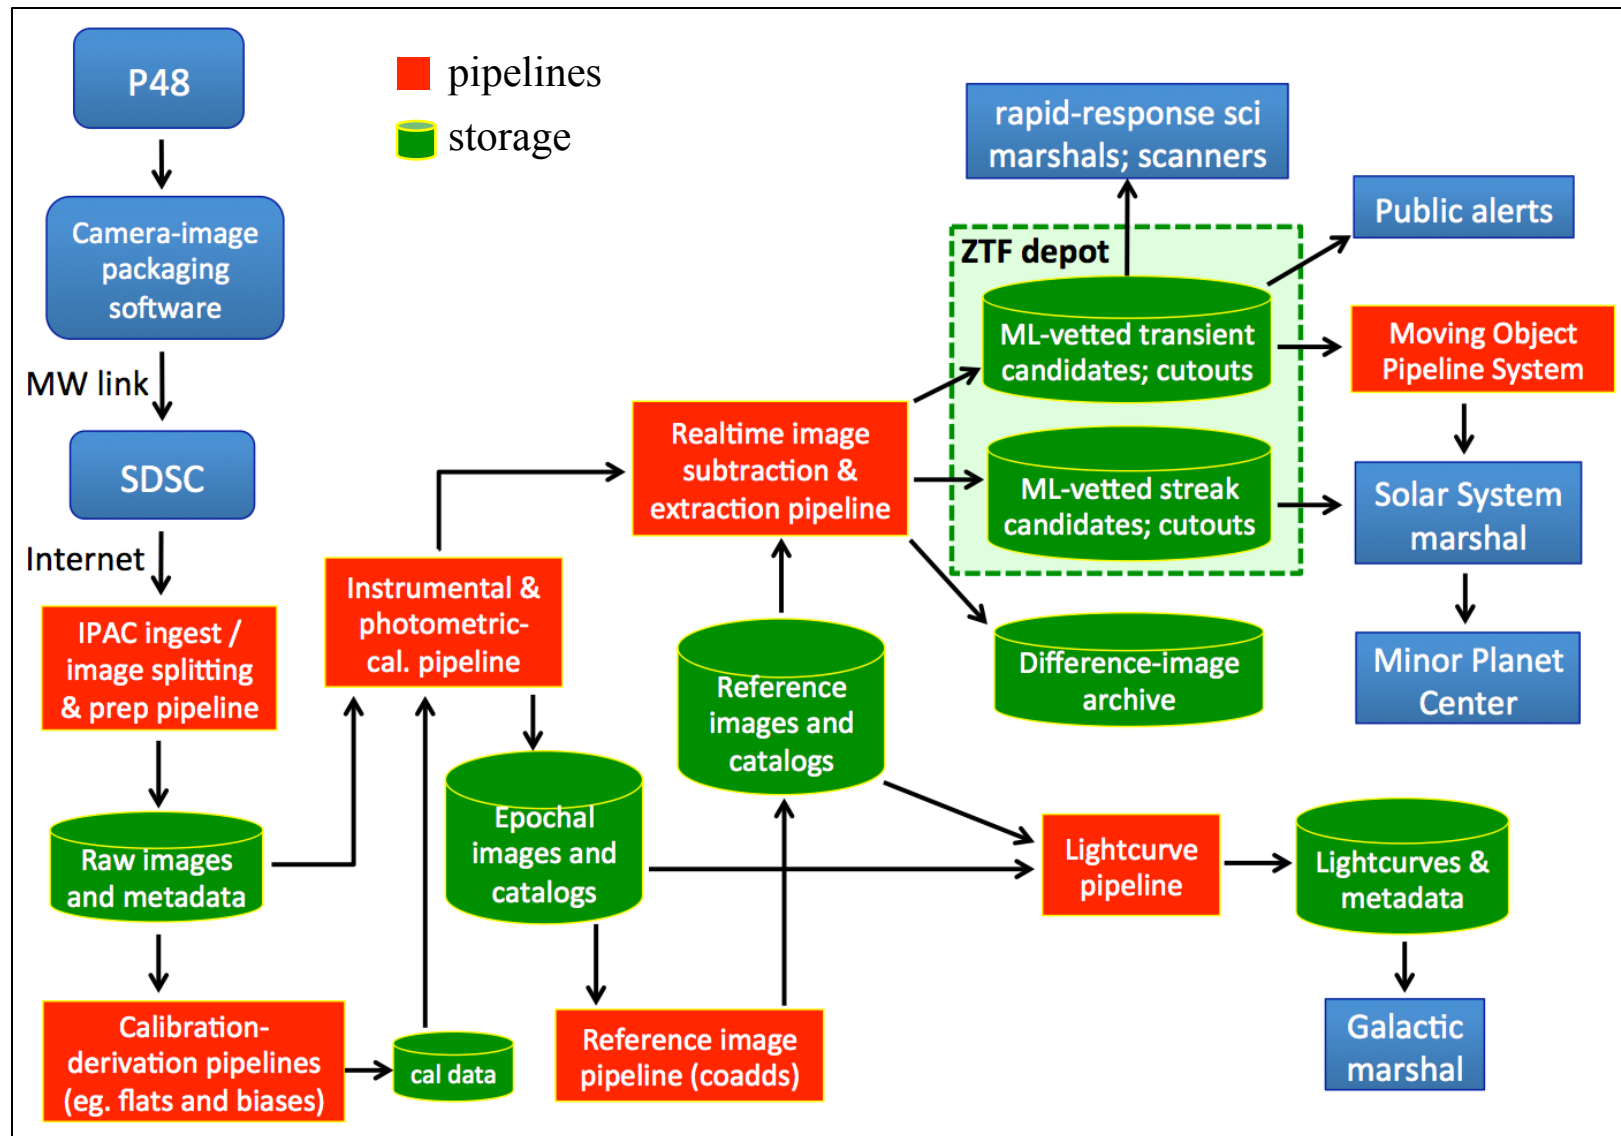 P48
Camera-image
packaging
software
MW link
SDSC
Internet
IPAC ingest /
image splitting
& prep pipeline
Raw images
and metadata
Calibration-
derivation pipelines
(eg. flats and biases)
cal data
pipelines
storage
Instrumental &
photometric-
cal. pipeline
Epochal
images and
catalogs
Reference image
pipeline (coadds)
Reference
images and
catalogs
Realtime image
subtraction &
extraction pipeline
rapid-response sci
marshals; scanners
ZTF depot
ML-vetted transient
candidates; cutouts
ML-vetted streak
candidates; cutouts
Difference-image
archive
Public alerts
Moving Object
Pipeline System
Solar System
marshal
Minor Planet
Center
Lightcurve
pipeline
Lightcurves &
metadata
Galactic
marshal